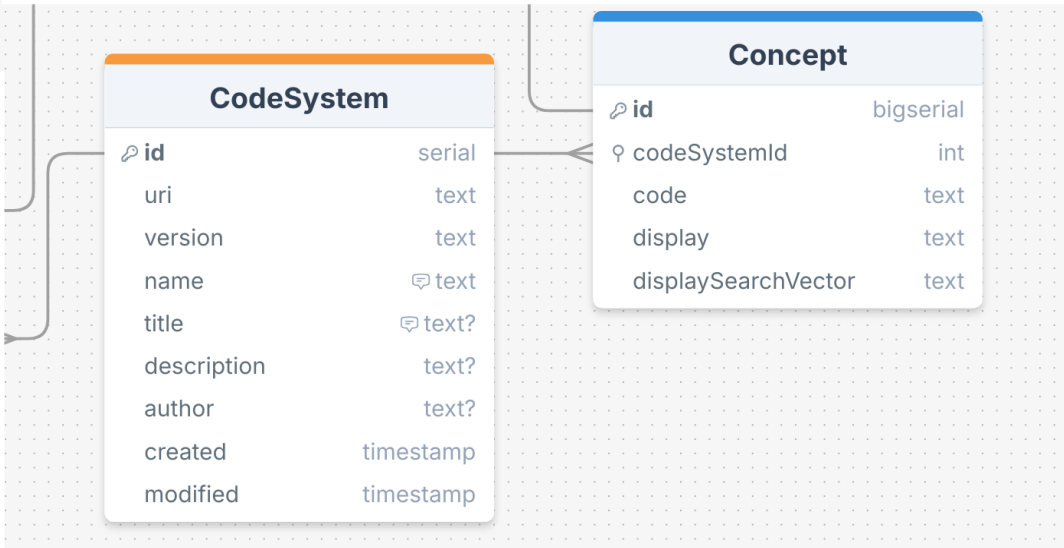 CodeSystem
id serial
uri text
version text
name text
title text?
description text?
author text?
created timestamp
modified timestamp
Concept
id bigserial
codeSystemId int
code text
display text
displaySearchVector text